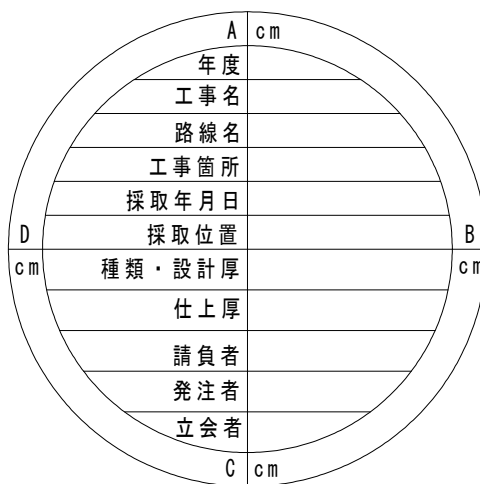 A cm
年度
工事名
路線名
工事箇所
採取年月日
D 採取位置 B
cm 種類・設計厚 cm
仕上厚
請負者
発注者
立会者
C cm